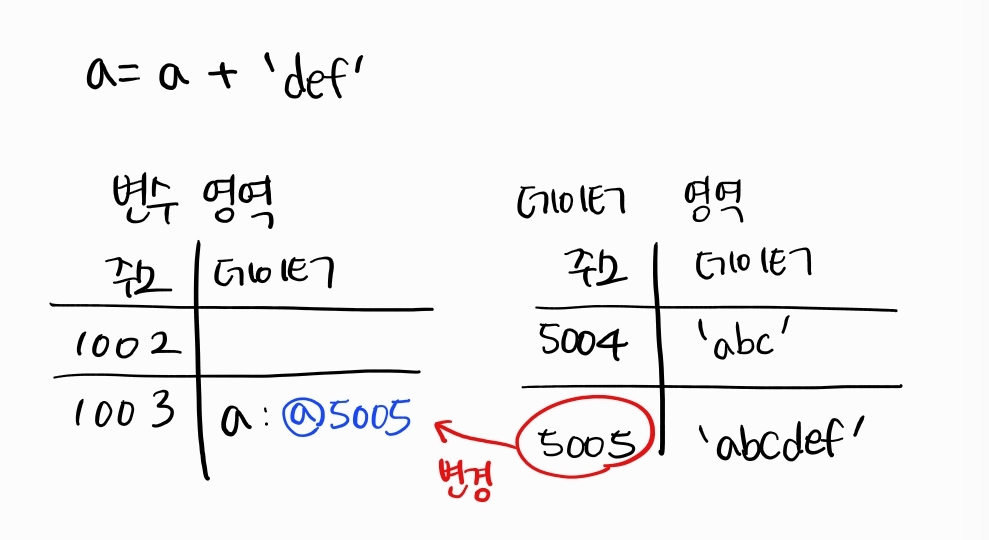 a = a + 'def'
변수 영역
데이터 영역
주소 데이터
주소 데이터
1002
5004 'abc'
1003 a : @5005
5005 'abcdef'
변경